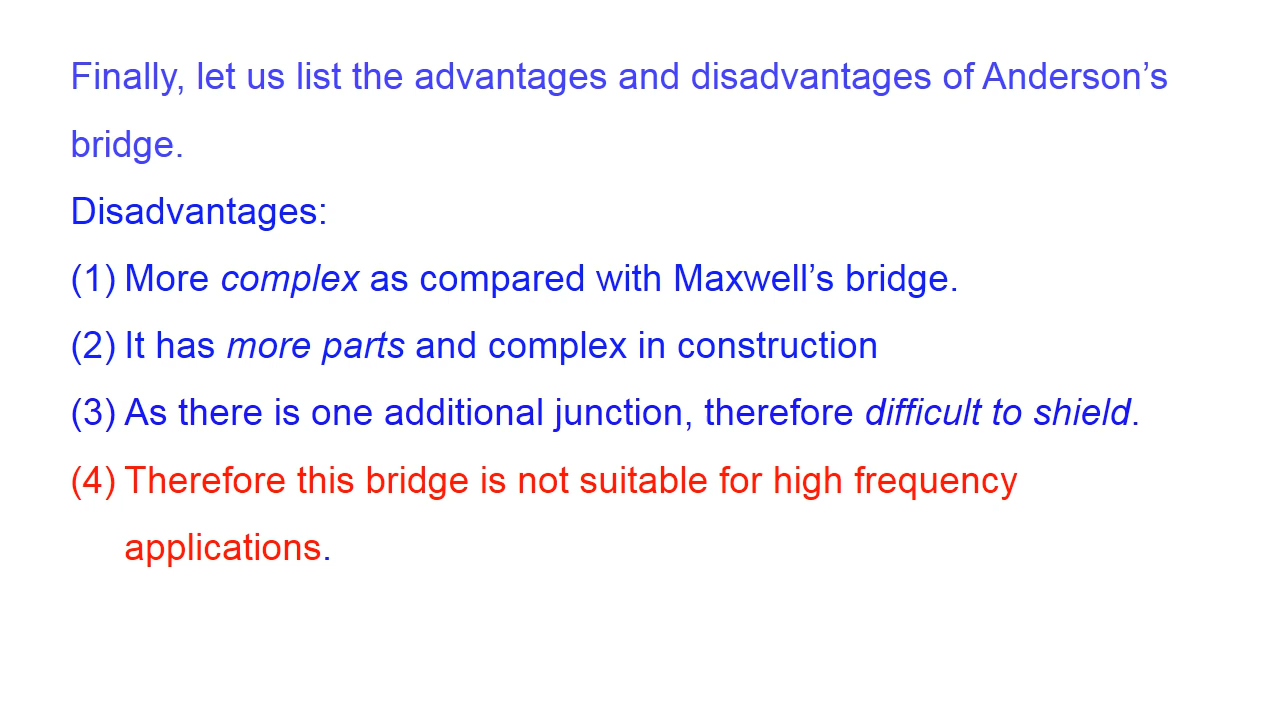 Finally, let us list the advantages and disadvantages of Anderson’s
bridge.
Disadvantages:
(1) More complex as compared with Maxwell’s bridge.
(2) It has more parts and complex in construction
(3) As there is one additional junction, therefore difficult to shield.
(4) Therefore this bridge is not suitable for high frequency
applications.